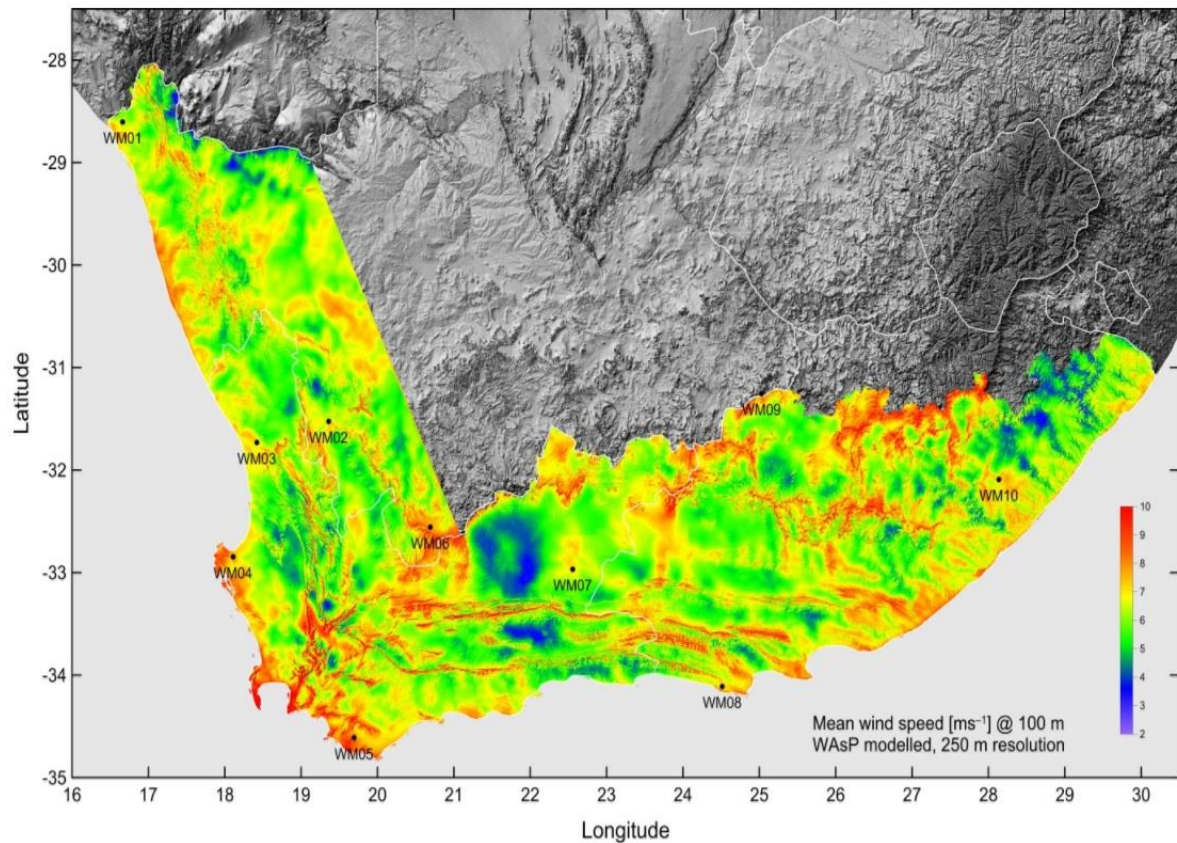 -28
-29
-30
-31
-32
-33
-34
-35
Latitude
WM01
WM02
WM03
WM04
WM05
WM06
WM07
WM08
WM09
WM10
10
9
8
7
6
5
4
3
2
Mean wind speed [ms⁻¹] @ 100 m
WAsP modelled, 250 m resolution
16 17 18 19 20 21 22 23 24 25 26 27 28 29 30
Longitude